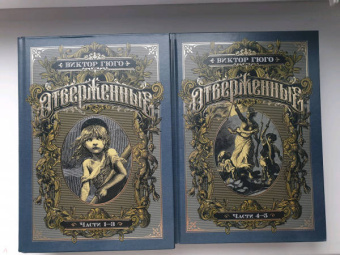 Виктор Гюго
Отверженные
Части 1-3
Виктор Гюго
Отверженные
Части 4-5